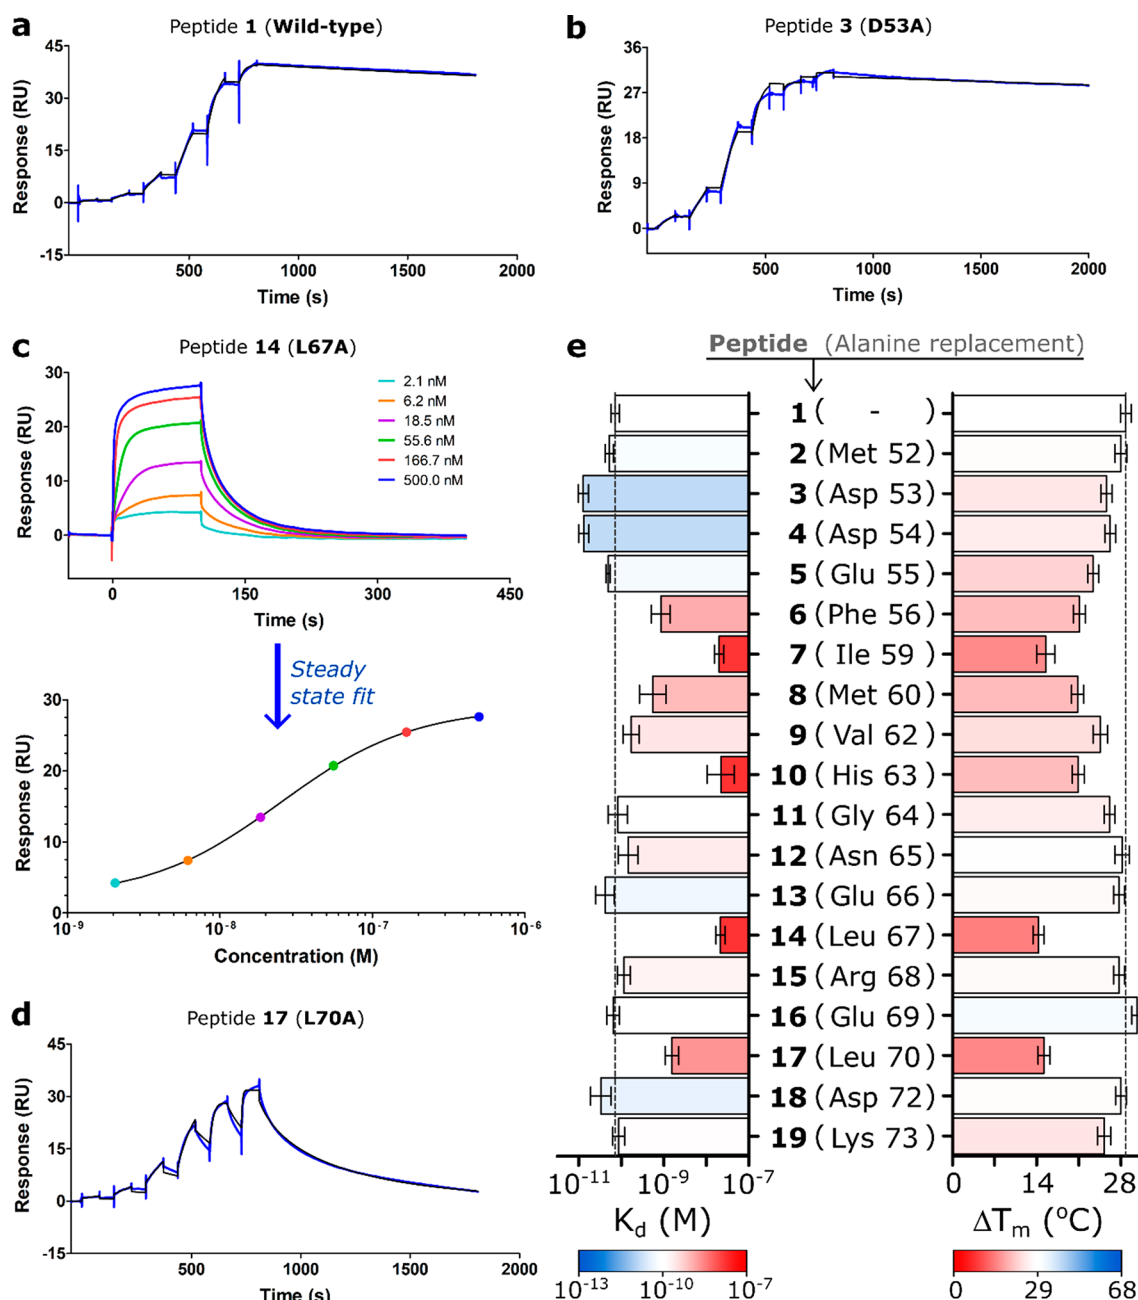 a
Peptide 1 (Wild-type)
45
30
15
0
-15
Response (RU)
500
1000
1500
2000
Time (s)
b
Peptide 3 (D53A)
36
27
18
9
0
Response (RU)
500
1000
1500
2000
Time (s)
c
Peptide 14 (L67A)
30
20
10
0
Response (RU)
2.1 nM
6.2 nM
18.5 nM
55.6 nM
166.7 nM
500.0 nM
0
150
300
450
Time (s)
Steady
state fit
30
20
10
0
Response (RU)
10-9
10-8
10-7
10-6
Concentration (M)
d
Peptide 17 (L70A)
45
30
15
0
-15
Response (RU)
500
1000
1500
2000
Time (s)
e
Peptide (Alanine replacement)
1 ( - )
2 (Met 52)
3 (Asp 53)
4 (Asp 54)
5 (Glu 55)
6 (Phe 56)
7 ( Ile 59 )
8 (Met 60)
9 (Val 62)
10 (His 63)
11 (Gly 64)
12 (Asn 65)
13 (Glu 66)
14 (Leu 67)
15 (Arg 68)
16 (Glu 69)
17 (Leu 70)
18 (Asp 72)
19 (Lys 73)
10-11
10-9
10-7
Kd (M)
10-13
10-10
10-7
0
14
28
ΔTm (oC)
0
29
68